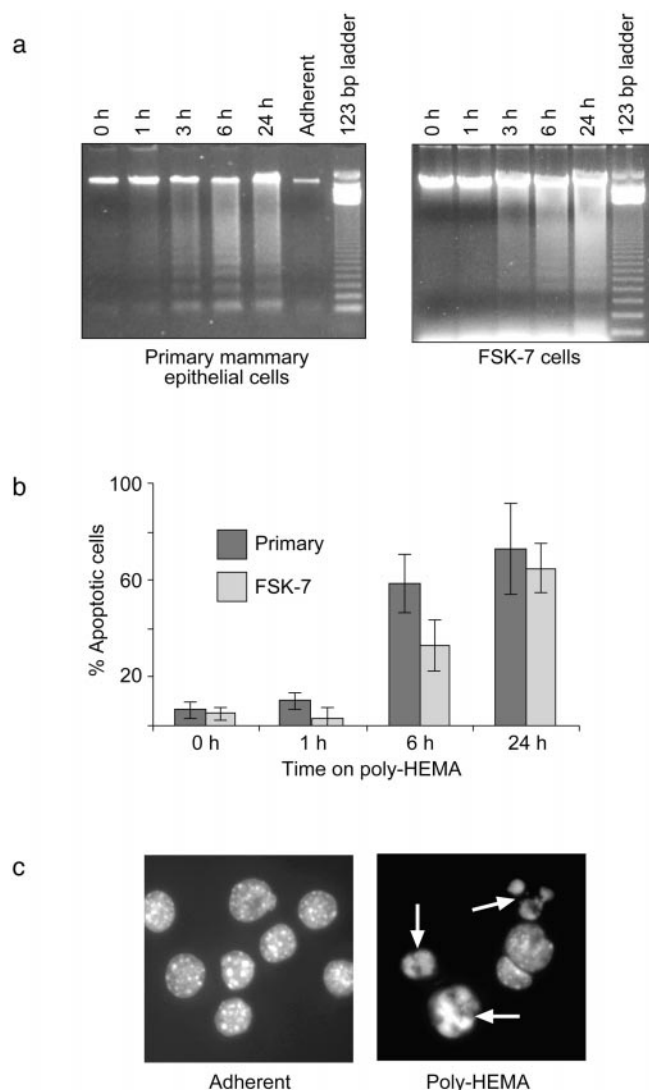 a
0 h
1 h
3 h
6 h
24 h
Adherent
123 bp ladder
0 h
1 h
3 h
6 h
24 h
123 bp ladder
Primary mammary
epithelial cells
FSK-7 cells
b
% Apoptotic cells
100
60
20
Primary
FSK-7
0 h
1 h
6 h
24 h
Time on poly-HEMA
c
Adherent
Poly-HEMA